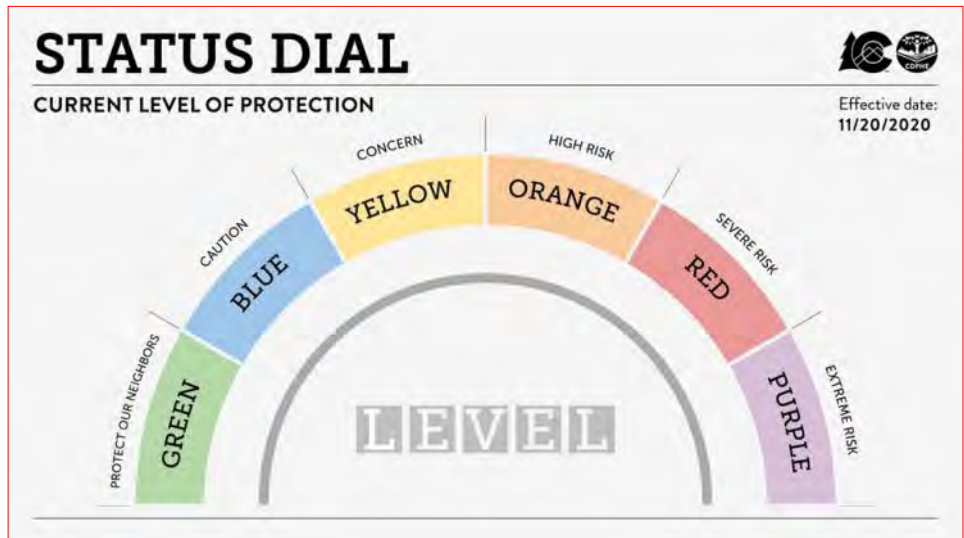 STATUS DIAL
CDPHE
CURRENT LEVEL OF PROTECTION
Effective date:
11/20/2020
PROTECT OUR NEIGHBORS
CAUTION
CONCERN
HIGH RISK
SEVERE RISK
EXTREME RISK
GREEN
BLUE
YELLOW
ORANGE
RED
PURPLE
LEVEL